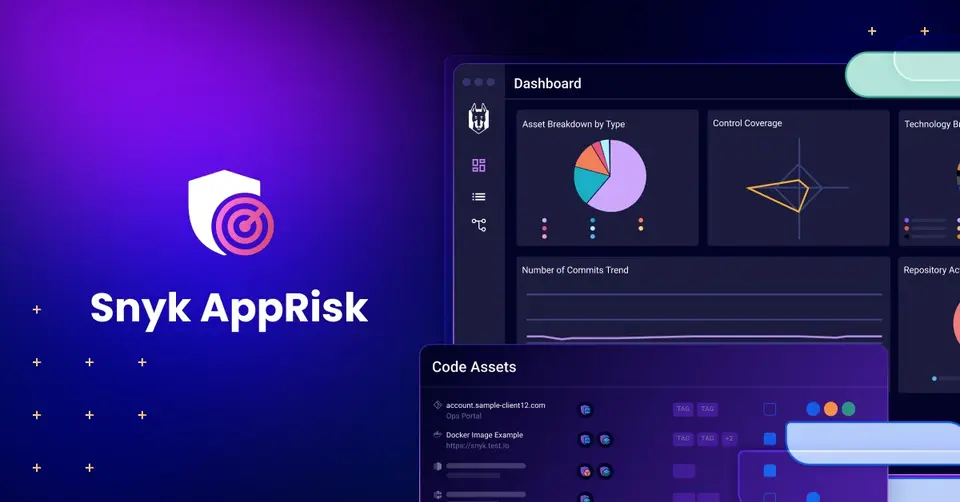 Snyk AppRisk
Dashboard
Asset Breakdown by Type
Control Coverage
Technology Br
Number of Commits Trend
Repository Ac
Code Assets
account.sample-client12.com
TAG TAG
Ops Portal
Docker Image Example
TAG TAG +2
https://snyk.test.io